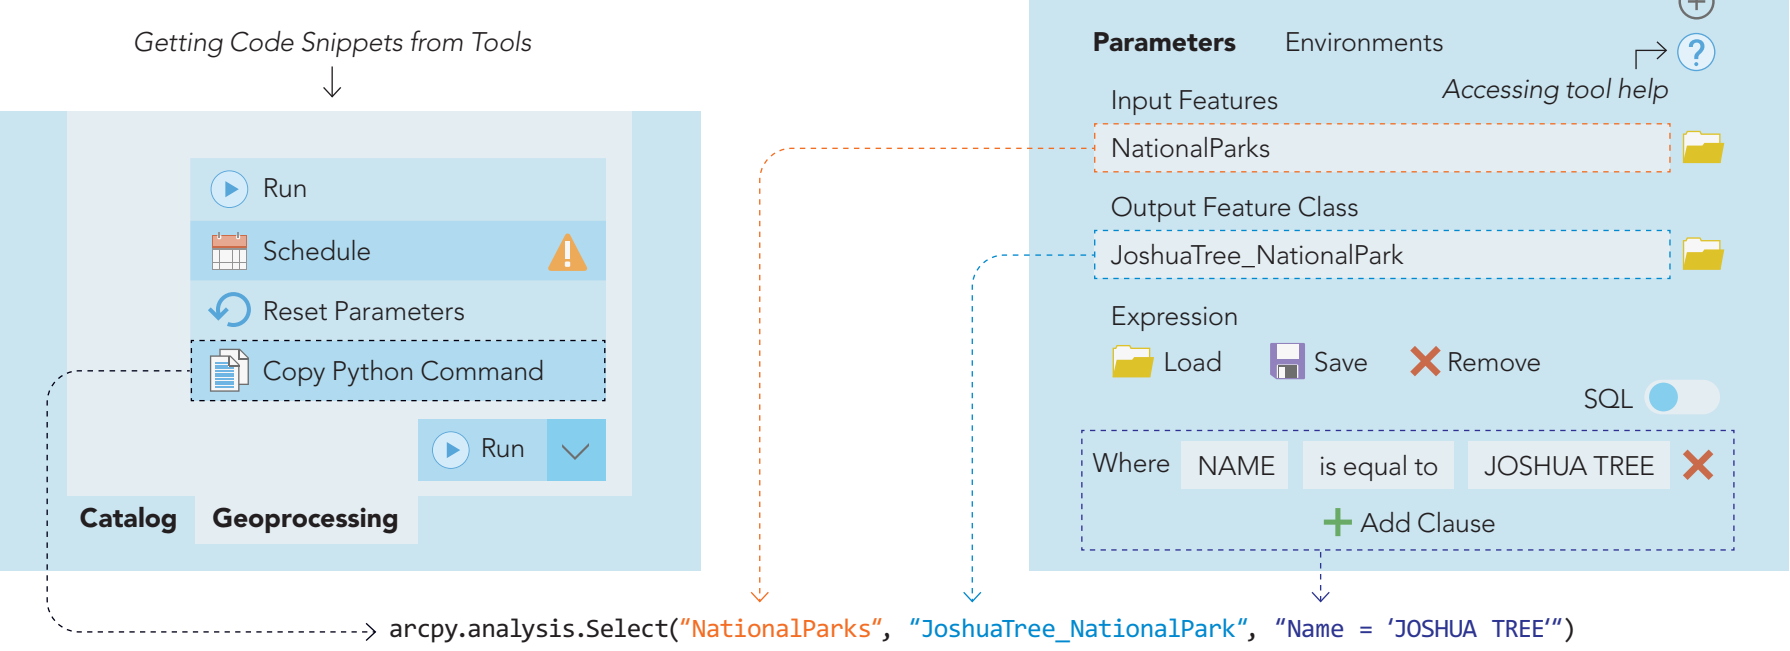 Getting Code Snippets from Tools
Run
Schedule
Reset Parameters
Copy Python Command
Run
Catalog Geoprocessing
Parameters Environments
?
Accessing tool help
Input Features
NationalParks
Output Feature Class
JoshuaTree_NationalPark
Expression
Load Save Remove
SQL
Where NAME is equal to JOSHUA TREE
Add Clause
arcpy.analysis.Select(“NationalParks“, “JoshuaTree_NationalPark“, “Name = ‘JOSHUA TREE‘“)